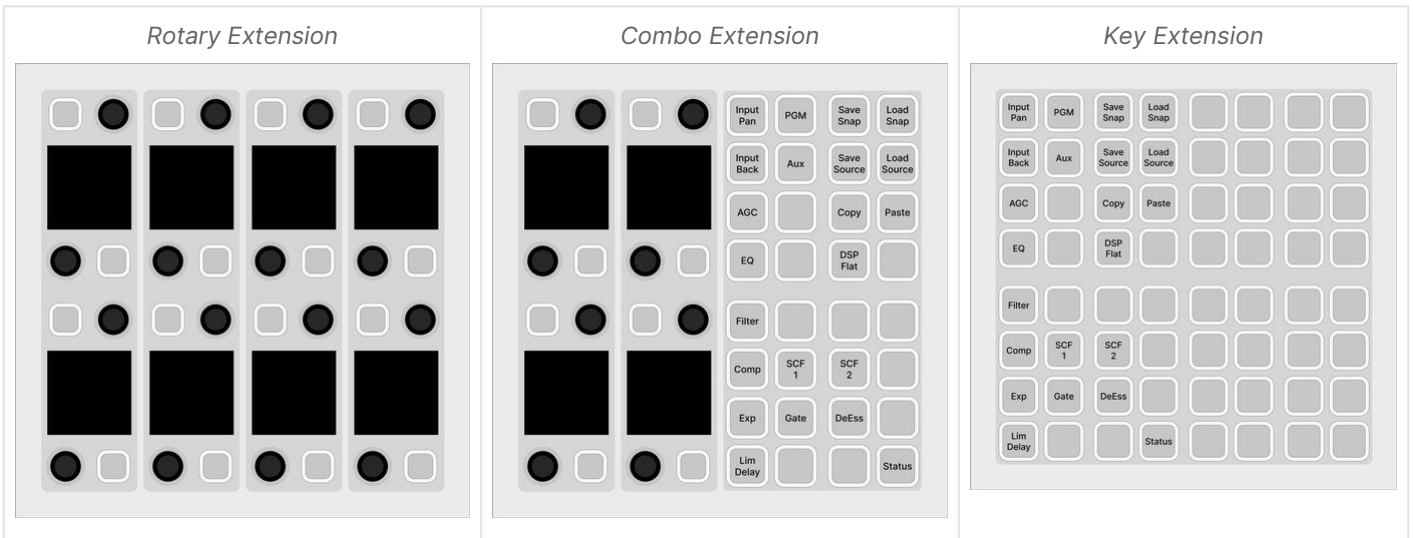 Rotary Extension
Combo Extension
Key Extension
Input Pan
PGM
Save Snap
Load Snap
Input Back
Aux
Save Source
Load Source
AGC
Copy
Paste
EQ
DSP Flat
Filter
Comp
SCF 1
SCF 2
Exp
Gate
DeEss
Lim Delay
Status
Input Pan
PGM
Save Snap
Load Snap
Input Back
Aux
Save Source
Load Source
AGC
Copy
Paste
EQ
DSP Flat
Filter
Comp
SCF 1
SCF 2
Exp
Gate
DeEss
Lim Delay
Status